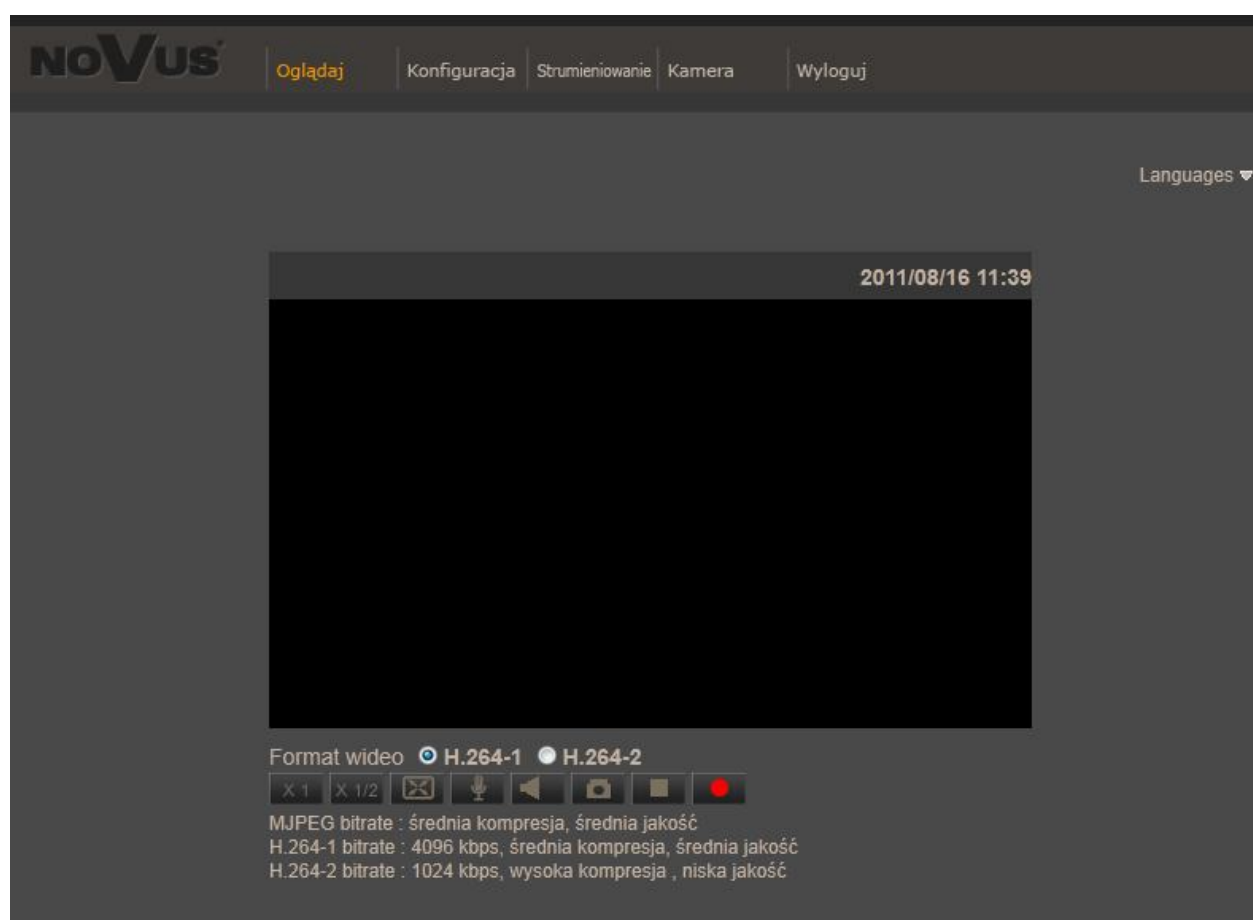 NOVUS
Oglądaj Konfiguracja Strumieniowanie Kamera Wyloguj
Languages
2011/08/16 11:39
Format wideo H.264-1 H.264-2
X 1 X 1/2
MJPEG bitrate : średnia kompresja, średnia jakość
H.264-1 bitrate : 4096 kbps, średnia kompresja, średnia jakość
H.264-2 bitrate : 1024 kbps, wysoka kompresja , niska jakość